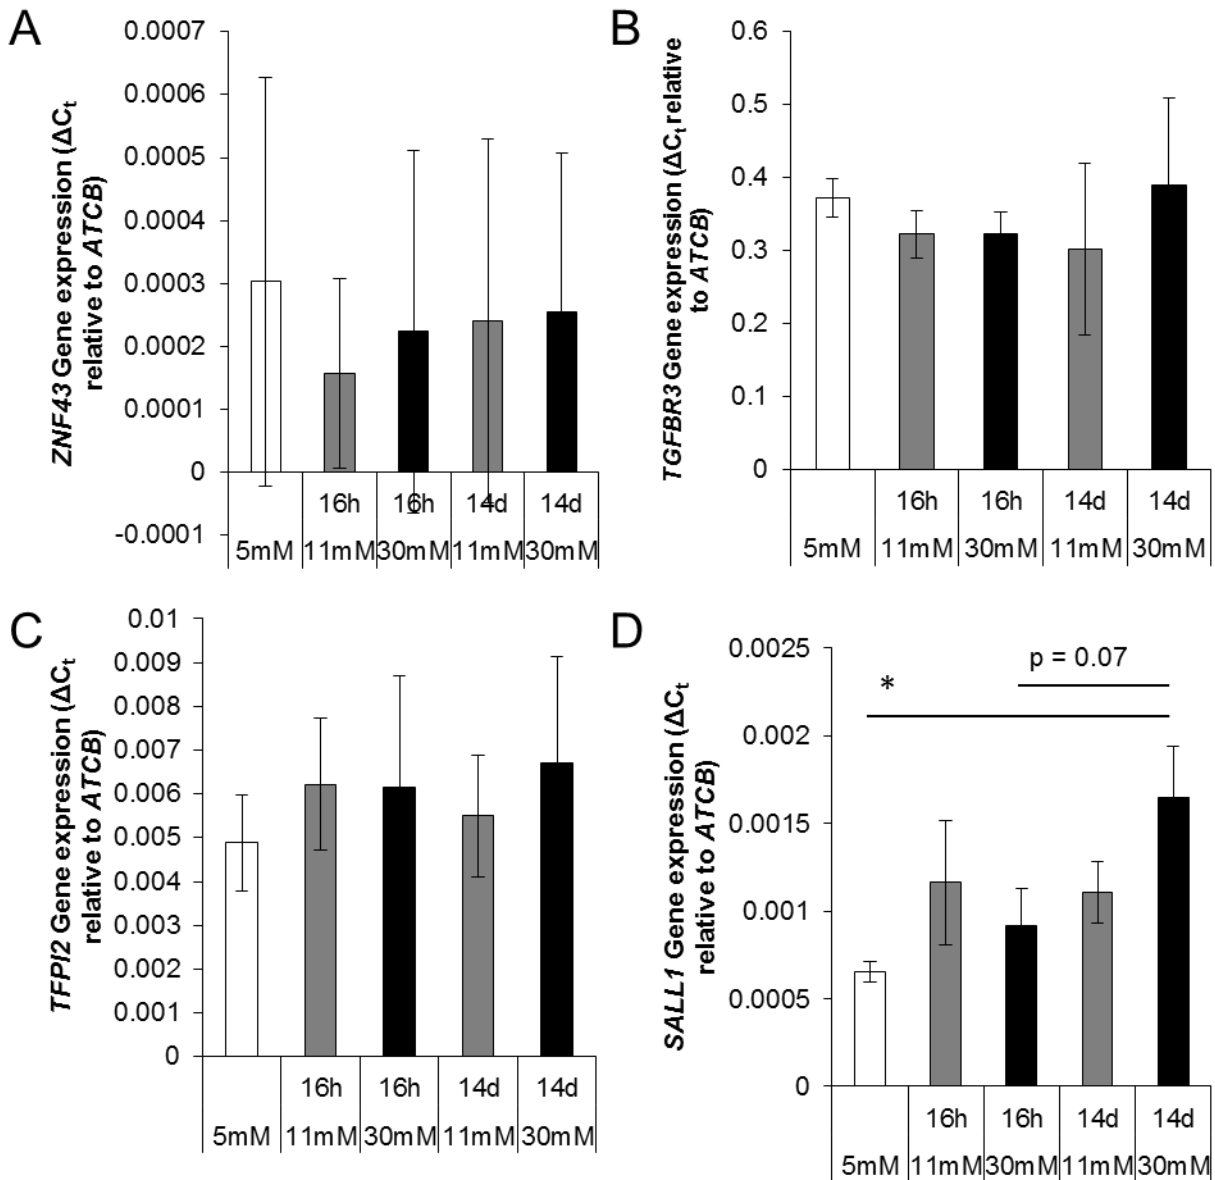 A
ZNF43 Gene expression (ΔCt
relative to ATCB)
0.0007
0.0006
0.0005
0.0004
0.0003
0.0002
0.0001
0
-0.0001
16h 16h 14d 14d
5mM 11mM 30mM 11mM 30mM
B
TGFBR3 Gene expression (ΔCt relative
to ATCB)
0.6
0.5
0.4
0.3
0.2
0.1
0
16h 16h 14d 14d
5mM 11mM 30mM 11mM 30mM
C
TFPI2 Gene expression (ΔCt
relative to ATCB)
0.01
0.009
0.008
0.007
0.006
0.005
0.004
0.003
0.002
0.001
0
16h 16h 14d 14d
5mM 11mM 30mM 11mM 30mM
D
SALL1 Gene expression (ΔCt
relative to ATCB)
0.0025
0.002
0.0015
0.001
0.0005
0
p = 0.07
*
16h 16h 14d 14d
5mM 11mM 30mM 11mM 30mM